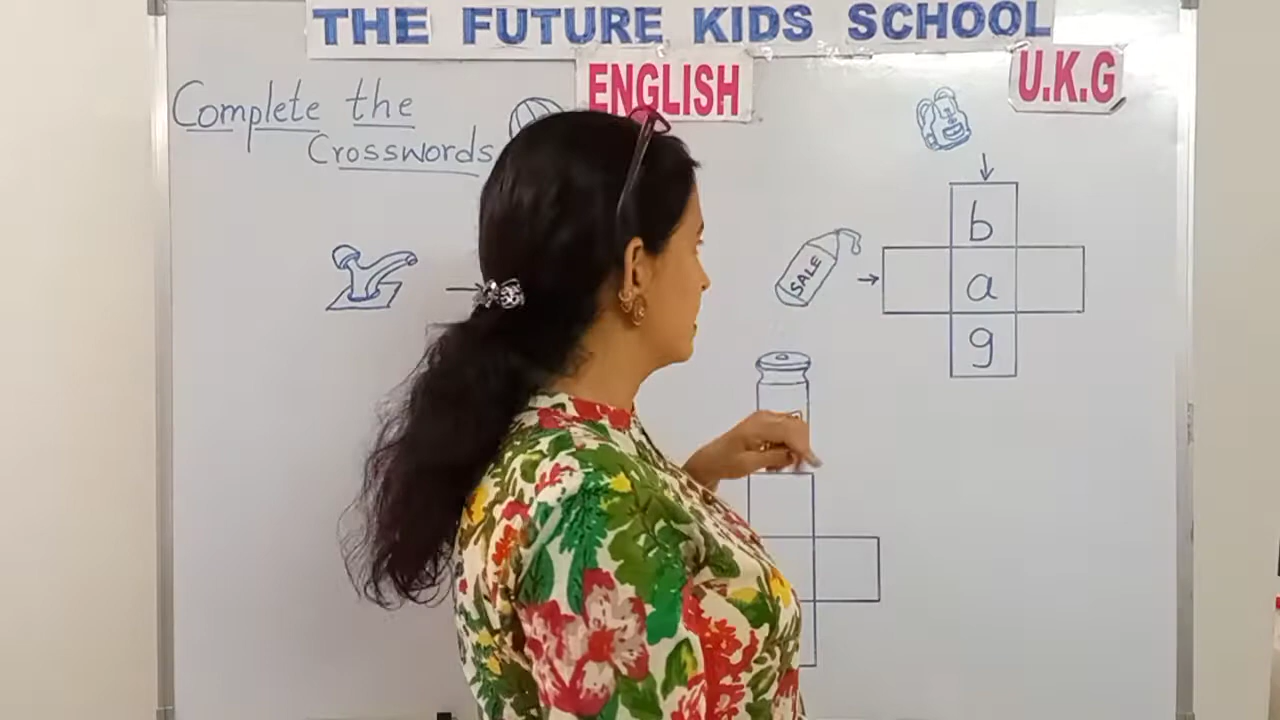 THE FUTURE KIDS SCHOOL
ENGLISH
U.K.G
Complete the
Crosswords
SALE
b
a
g